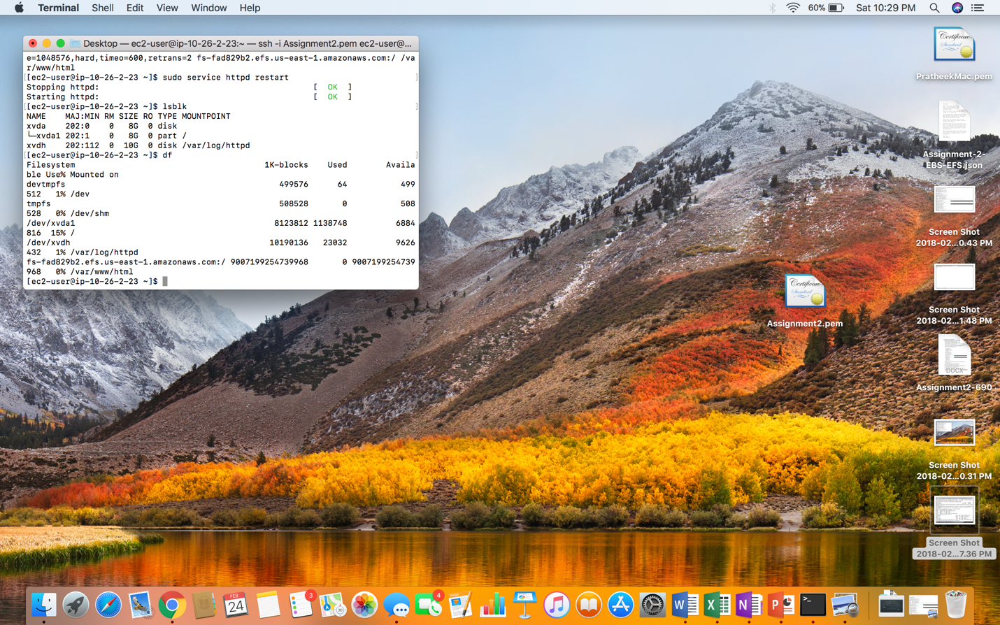 Terminal Shell Edit View Window Help 60% Sat 10:29 PM
Desktop — ec2-user@ip-10-26-2-23:~ — ssh -i Assignment2.pem ec2-user@...
e=1048576,hard,timeo=600,retrans=2 fs-fad829b2.efs.us-east-1.amazonaws.com:/ /va
r/www/html
[[ec2-user@ip-10-26-2-23 ~]$ sudo service httpd restart ]
Stopping httpd: [ OK ]
Starting httpd: [ OK ]
[[ec2-user@ip-10-26-2-23 ~]$ lsblk ]
NAME MAJ:MIN RM SIZE RO TYPE MOUNTPOINT
xvda 202:0 0 8G 0 disk
└─xvda1 202:1 0 8G 0 part /
xvdh 202:112 0 10G 0 disk /var/log/httpd
[[ec2-user@ip-10-26-2-23 ~]$ df ]
Filesystem 1K-blocks Used Availa
ble Use% Mounted on
devtmpfs 499576 64 499
512 1% /dev
tmpfs 508528 0 508
528 0% /dev/shm
/dev/xvda1 8123812 1138748 6884
816 15% /
/dev/xvdh 10190136 23032 9626
432 1% /var/log/httpd
fs-fad829b2.efs.us-east-1.amazonaws.com:/ 9007199254739968 0 9007199254739
968 0% /var/www/html
[ec2-user@ip-10-26-2-23 ~]$
Certificate
Standard
PratheekMac.pem
Assignment-2-
EBS-EFS.json
Screen Shot
2018-02...0.43 PM
Certificate
Standard
Assignment2.pem
Screen Shot
2018-02...1.48 PM
DOCX
Assignment2-690
Screen Shot
2018-02...0.31 PM
Screen Shot
2018-02...7.36 PM
FEB
24
3
4
W
X
N
P
>_